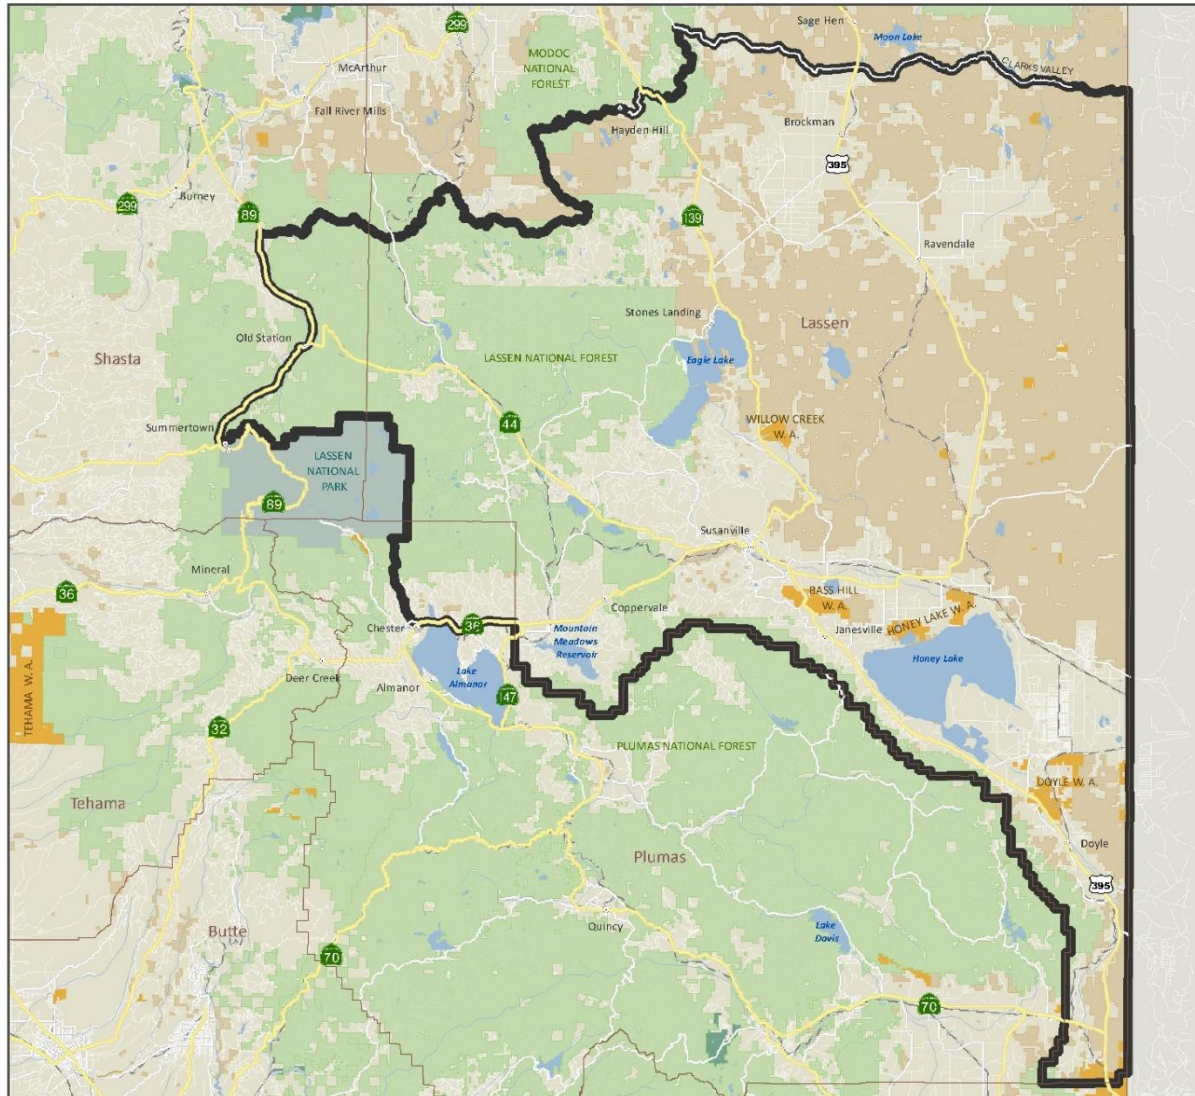 299
Sage Hen
Moon Lake
MODOC
NATIONAL
FOREST
McArthur
CLARKS VALLEY
Fall River Mills
Hayden Hill
Brockman
395
Burney
299
89
139
Ravendale
Stones Landing
Lassen
Old Station
Shasta
LASSEN NATIONAL FOREST
Eagle Lake
44
WILLOW CREEK
W. A.
Summertown
LASSEN
NATIONAL
PARK
89
Susanville
Mineral
36
BASS HILL
W. A.
HONEY LAKE W. A.
Coppervale
Chester
36
Mountain
Meadows
Reservoir
Janesville
Honey Lake
TEHAMA W. A.
Deer Creek
Lake
Almanor
Almanor
147
32
PLUMAS NATIONAL FOREST
DOYLE W. A.
Tehama
Doyle
Plumas
395
Butte
Quincy
Lake
Davis
70
70